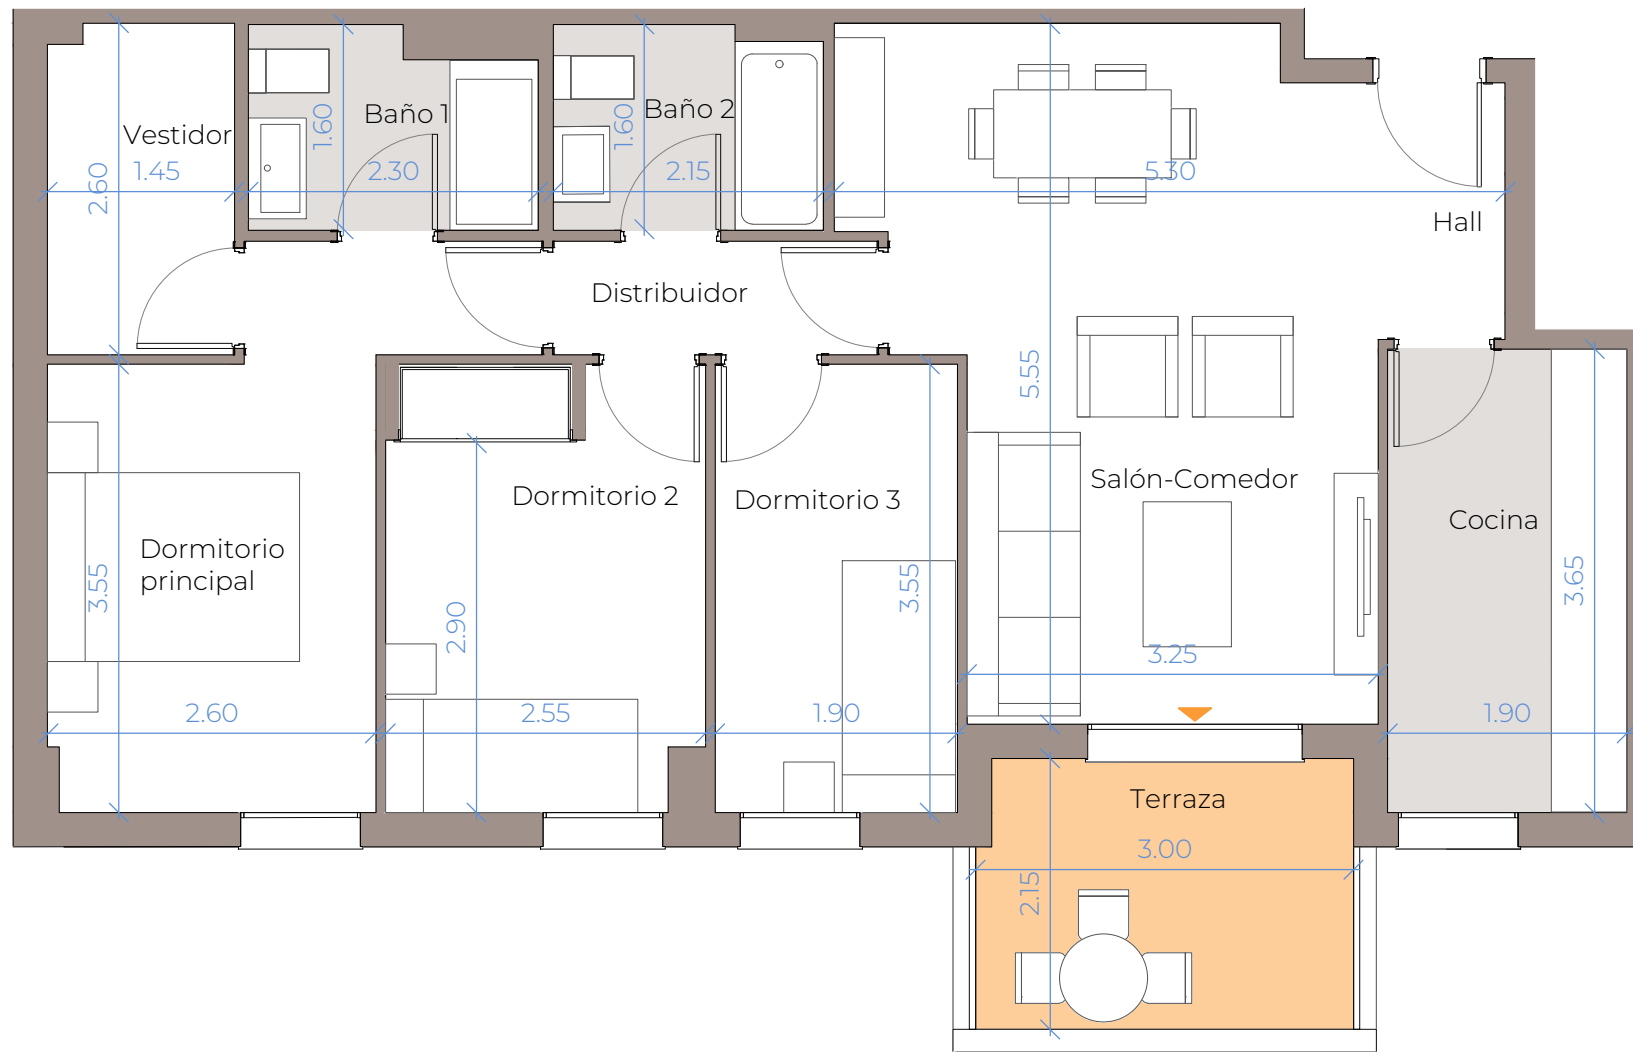 Baño 1
Baño 2
Vestidor
1.60
1.60
2.60
1.45
2.30
2.15
5.30
Hall
Distribuidor
5.55
Salón-Comedor
Dormitorio 2
Dormitorio 3
Cocina
Dormitorio
principal
3.55
2.90
3.55
3.65
3.25
2.60
2.55
1.90
1.90
Terraza
3.00
2.15